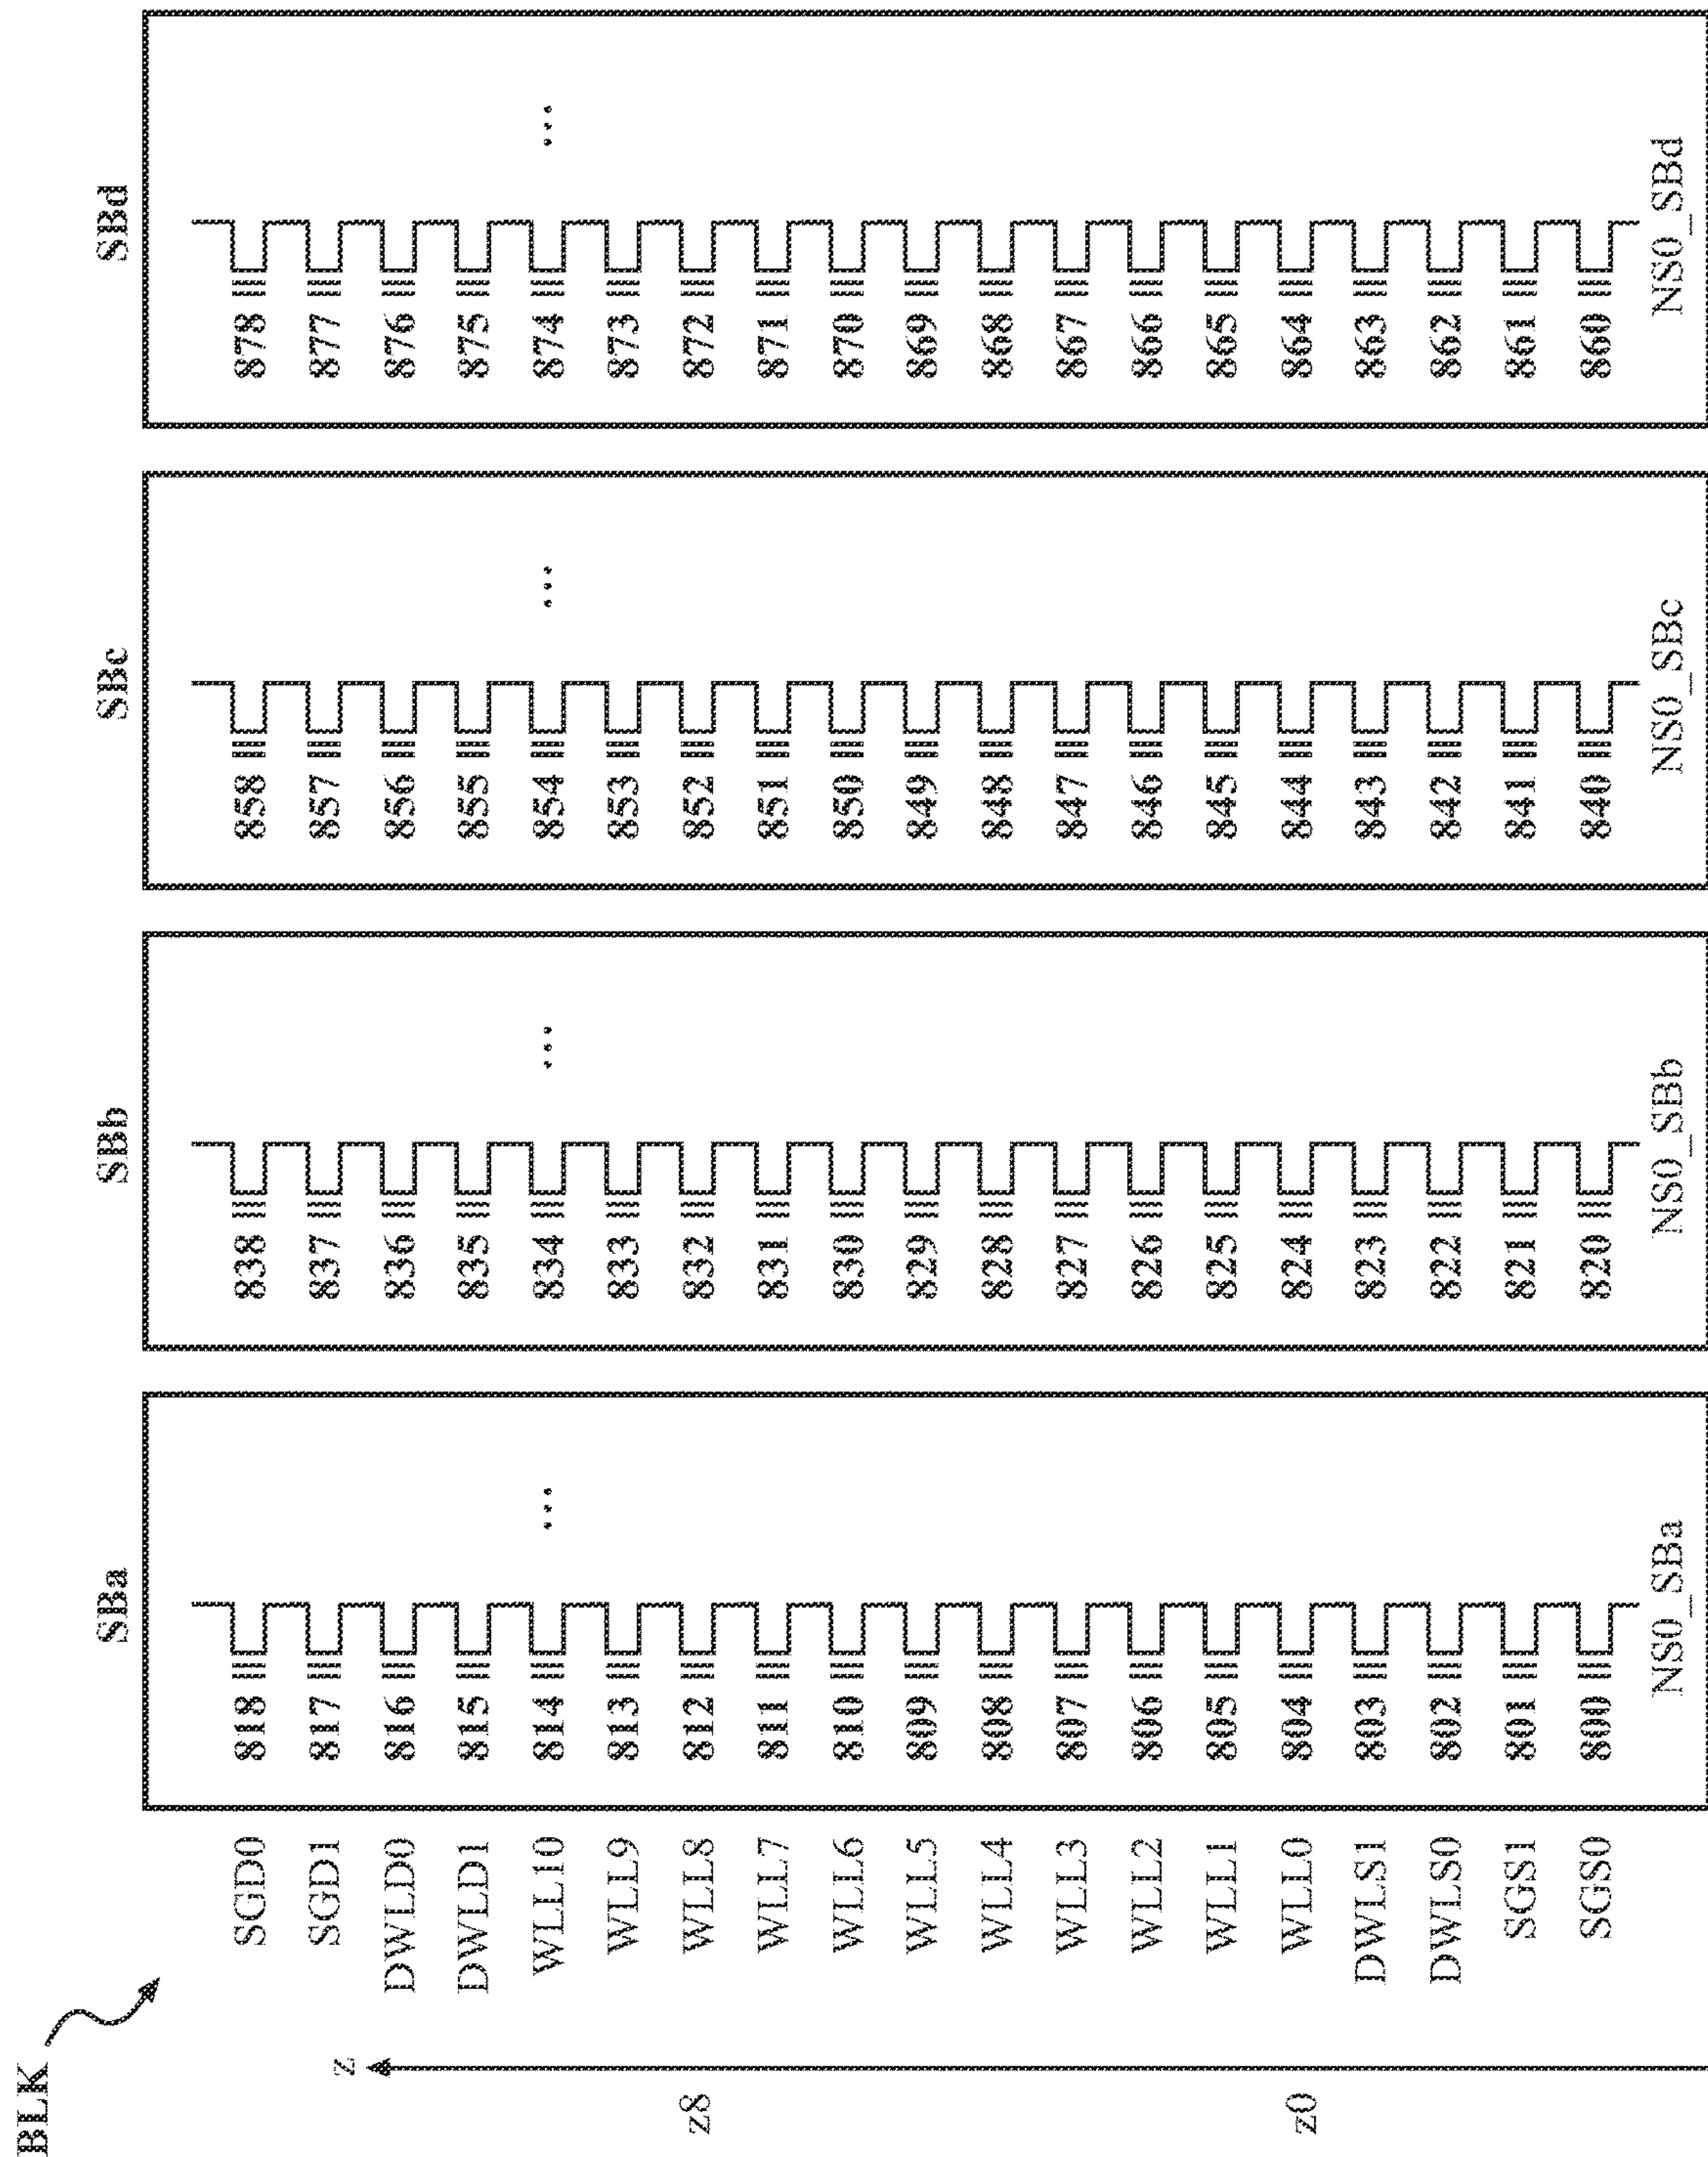 BLK
SBa SBb SBc SBd
SGD0 818 838 858 878
SGD1 817 837 857 877
z
DWLD0 816 836 856 876
DWLD1 815 835 855 875
WLL10 814 ... 834 ... 854 ... 874 ...
WLL9 813 833 853 873
z8 WLL8 812 832 852 872
WLL7 811 831 851 871
WLL6 810 830 850 870
WLL5 809 829 849 869
WLL4 808 828 848 868
WLL3 807 827 847 867
WLL2 806 826 846 866
WLL1 805 825 845 865
z0 WLL0 804 824 844 864
DWLS1 803 823 843 863
DWLS0 802 822 842 862
SGS1 801 821 841 861
SGS0 800 820 840 860
NS0_SBa NS0_SBb NS0_SBc NS0_SBd